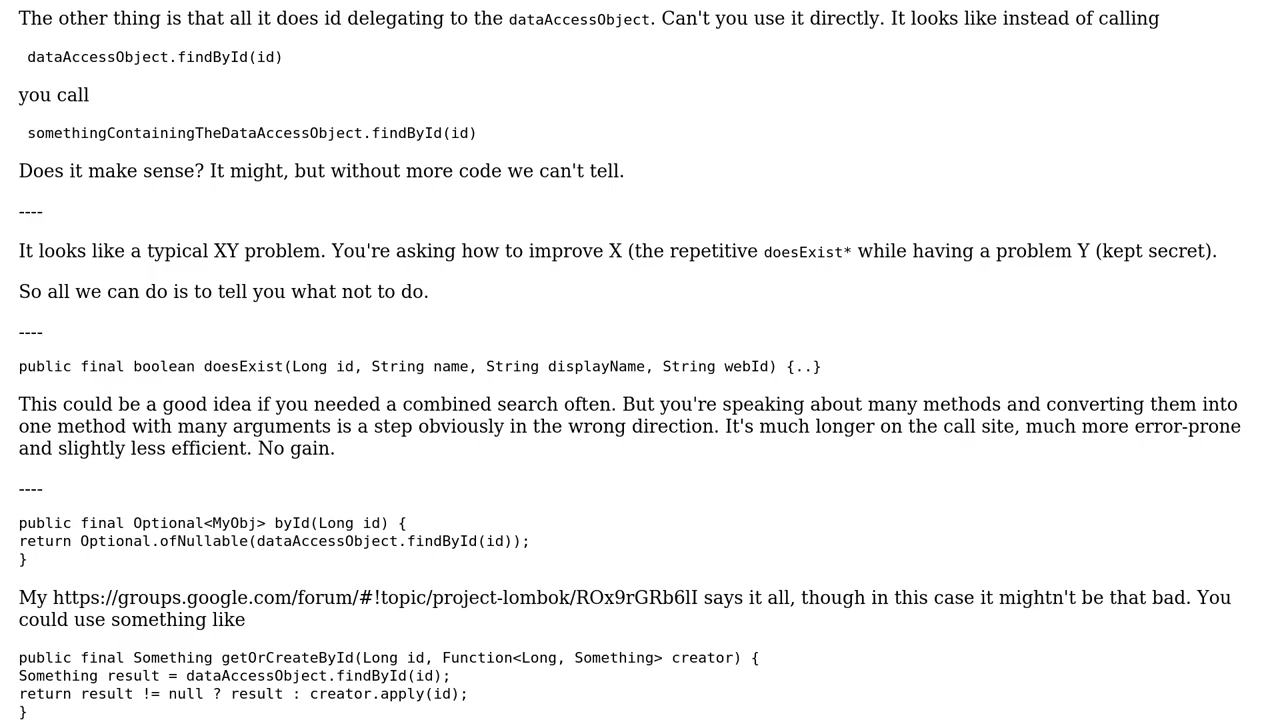 The other thing is that all it does id delegating to the dataAccessObject. Can't you use it directly. It looks like instead of calling
dataAccessObject.findById(id)
you call
somethingContainingTheDataAccessObject.findById(id)
Does it make sense? It might, but without more code we can't tell.
----
It looks like a typical XY problem. You're asking how to improve X (the repetitive doesExist* while having a problem Y (kept secret).
So all we can do is to tell you what not to do.
----
public final boolean doesExist(Long id, String name, String displayName, String webId) {..}
This could be a good idea if you needed a combined search often. But you're speaking about many methods and converting them into
one method with many arguments is a step obviously in the wrong direction. It's much longer on the call site, much more error-prone
and slightly less efficient. No gain.
----
public final Optional<MyObj> byId(Long id) {
return Optional.ofNullable(dataAccessObject.findById(id));
}
My https://groups.google.com/forum/#!topic/project-lombok/ROx9rGRb6lI says it all, though in this case it mightn't be that bad. You
could use something like
public final Something getOrCreateById(Long id, Function<Long, Something> creator) {
Something result = dataAccessObject.findById(id);
return result != null ? result : creator.apply(id);
}